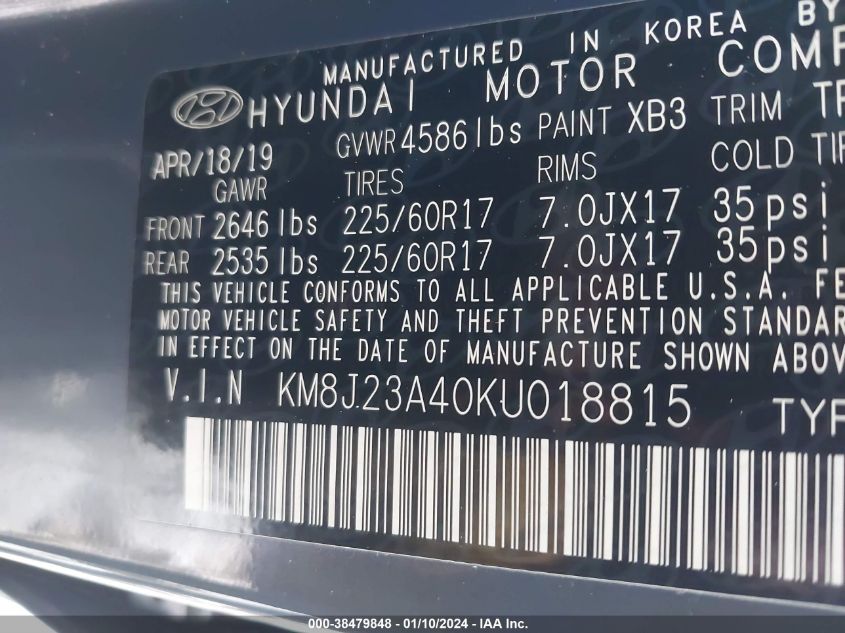 MANUFACTURED IN KOREA BY
HYUNDAI MOTOR
APR/18/19 GVWR 4586 lbs PAINT XB3 TRIM
GAWR TIRES RIMS COLD
FRONT 2646 lbs 225/60R17 7.0JX17 35psi
REAR 2535 lbs 225/60R17 7.0JX17 35psi
THIS VEHICLE CONFORMS TO ALL APPLICABLE U.S.A.
MOTOR VEHICLE SAFETY AND THEFT PREVENTION
IN EFFECT ON THE DATE OF MANUFACTURE SHOWN
V.I.N KM8J23A40KU018815
000-38479848 - 01/10/2024 - IAA Inc.